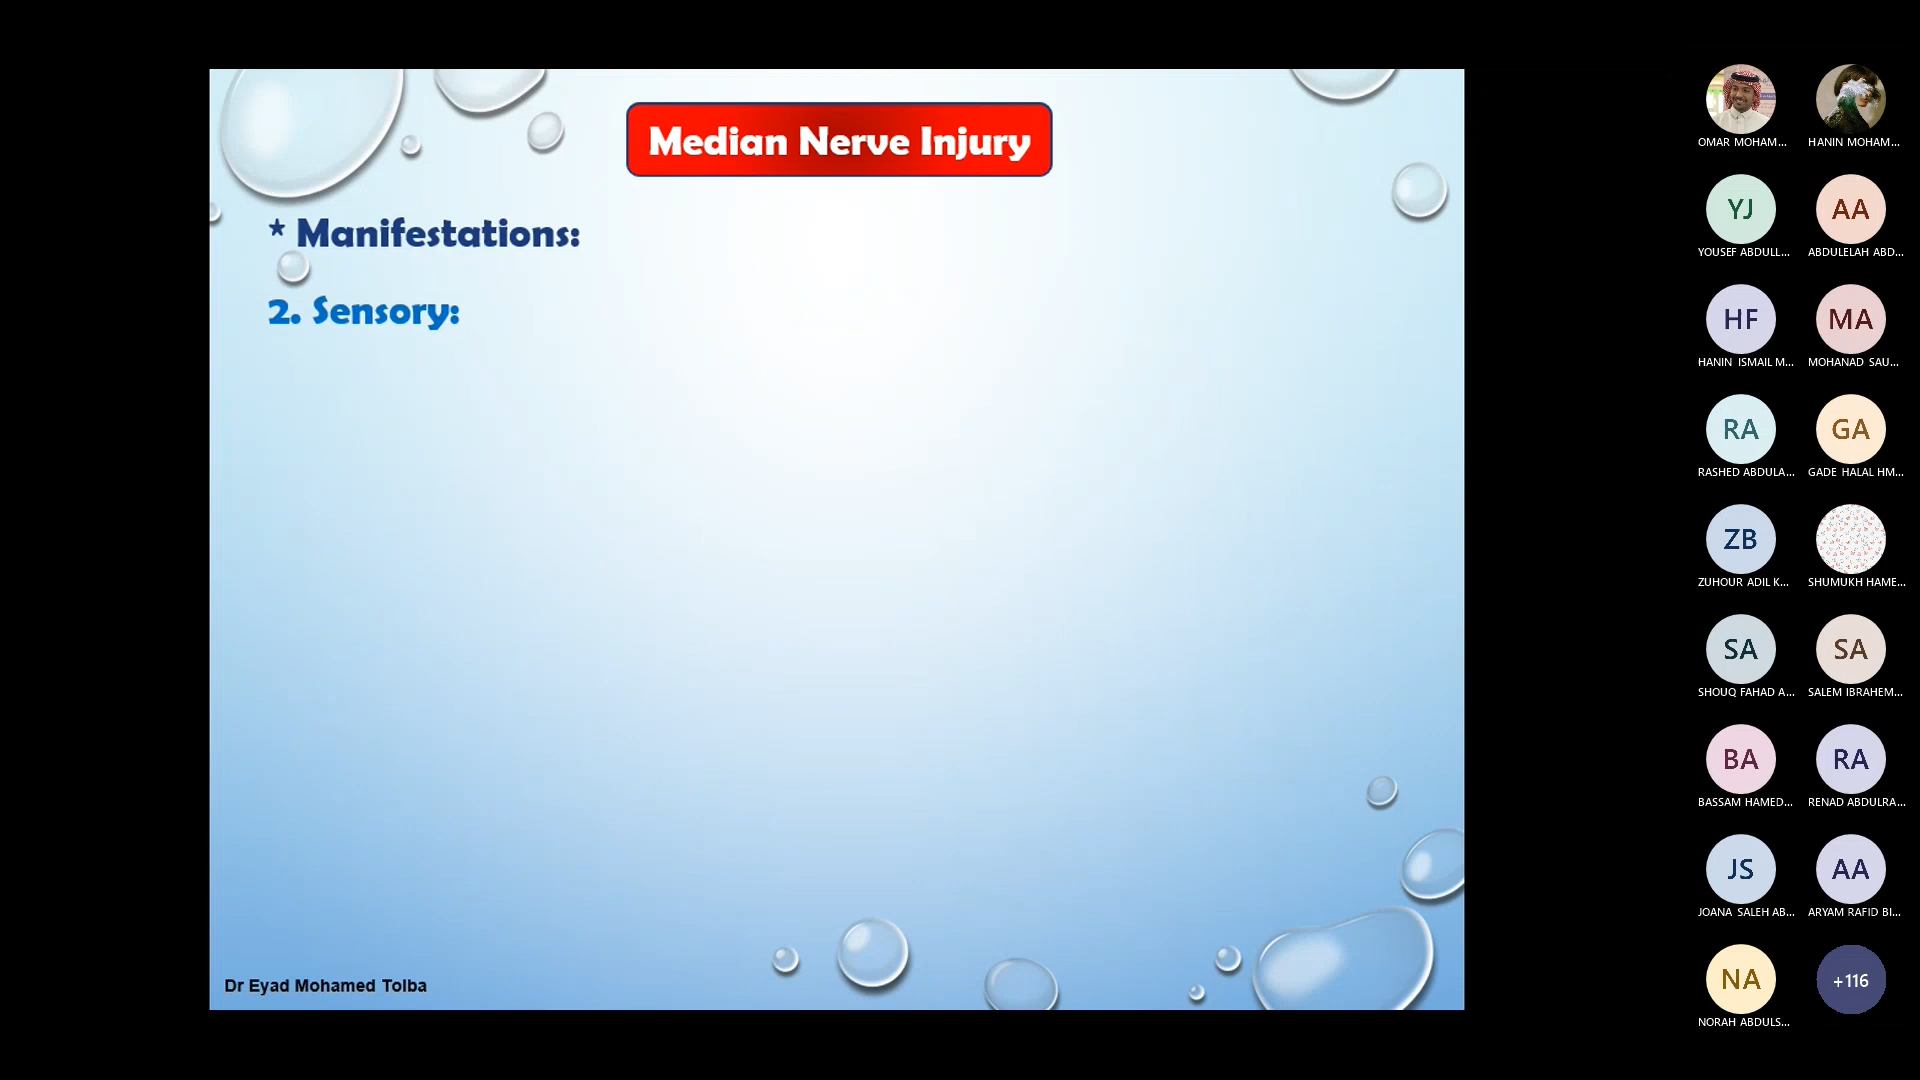 Median Nerve Injury
* Manifestations:
2. Sensory:
Dr Eyad Mohamed Tolba
OMAR MOHAM...
HANIN MOHAM...
YJ
AA
YOUSEF ABDULL...
ABDULELAH ABD...
HF
MA
HANIN ISMAIL M...
MOHANAD SAU...
RA
GA
RASHED ABDULA...
GADE HALAL HM...
ZB
ZUHOUR ADIL K...
SHUMUKH HAME...
SA
SA
SHOUQ FAHAD A...
SALEM IBRAHEM...
BA
RA
BASSAM HAMED...
RENAD ABDULRA...
JS
AA
JOANA SALEH AB...
ARYAM RAFID BI...
NA
+116
NORAH ABDULS...